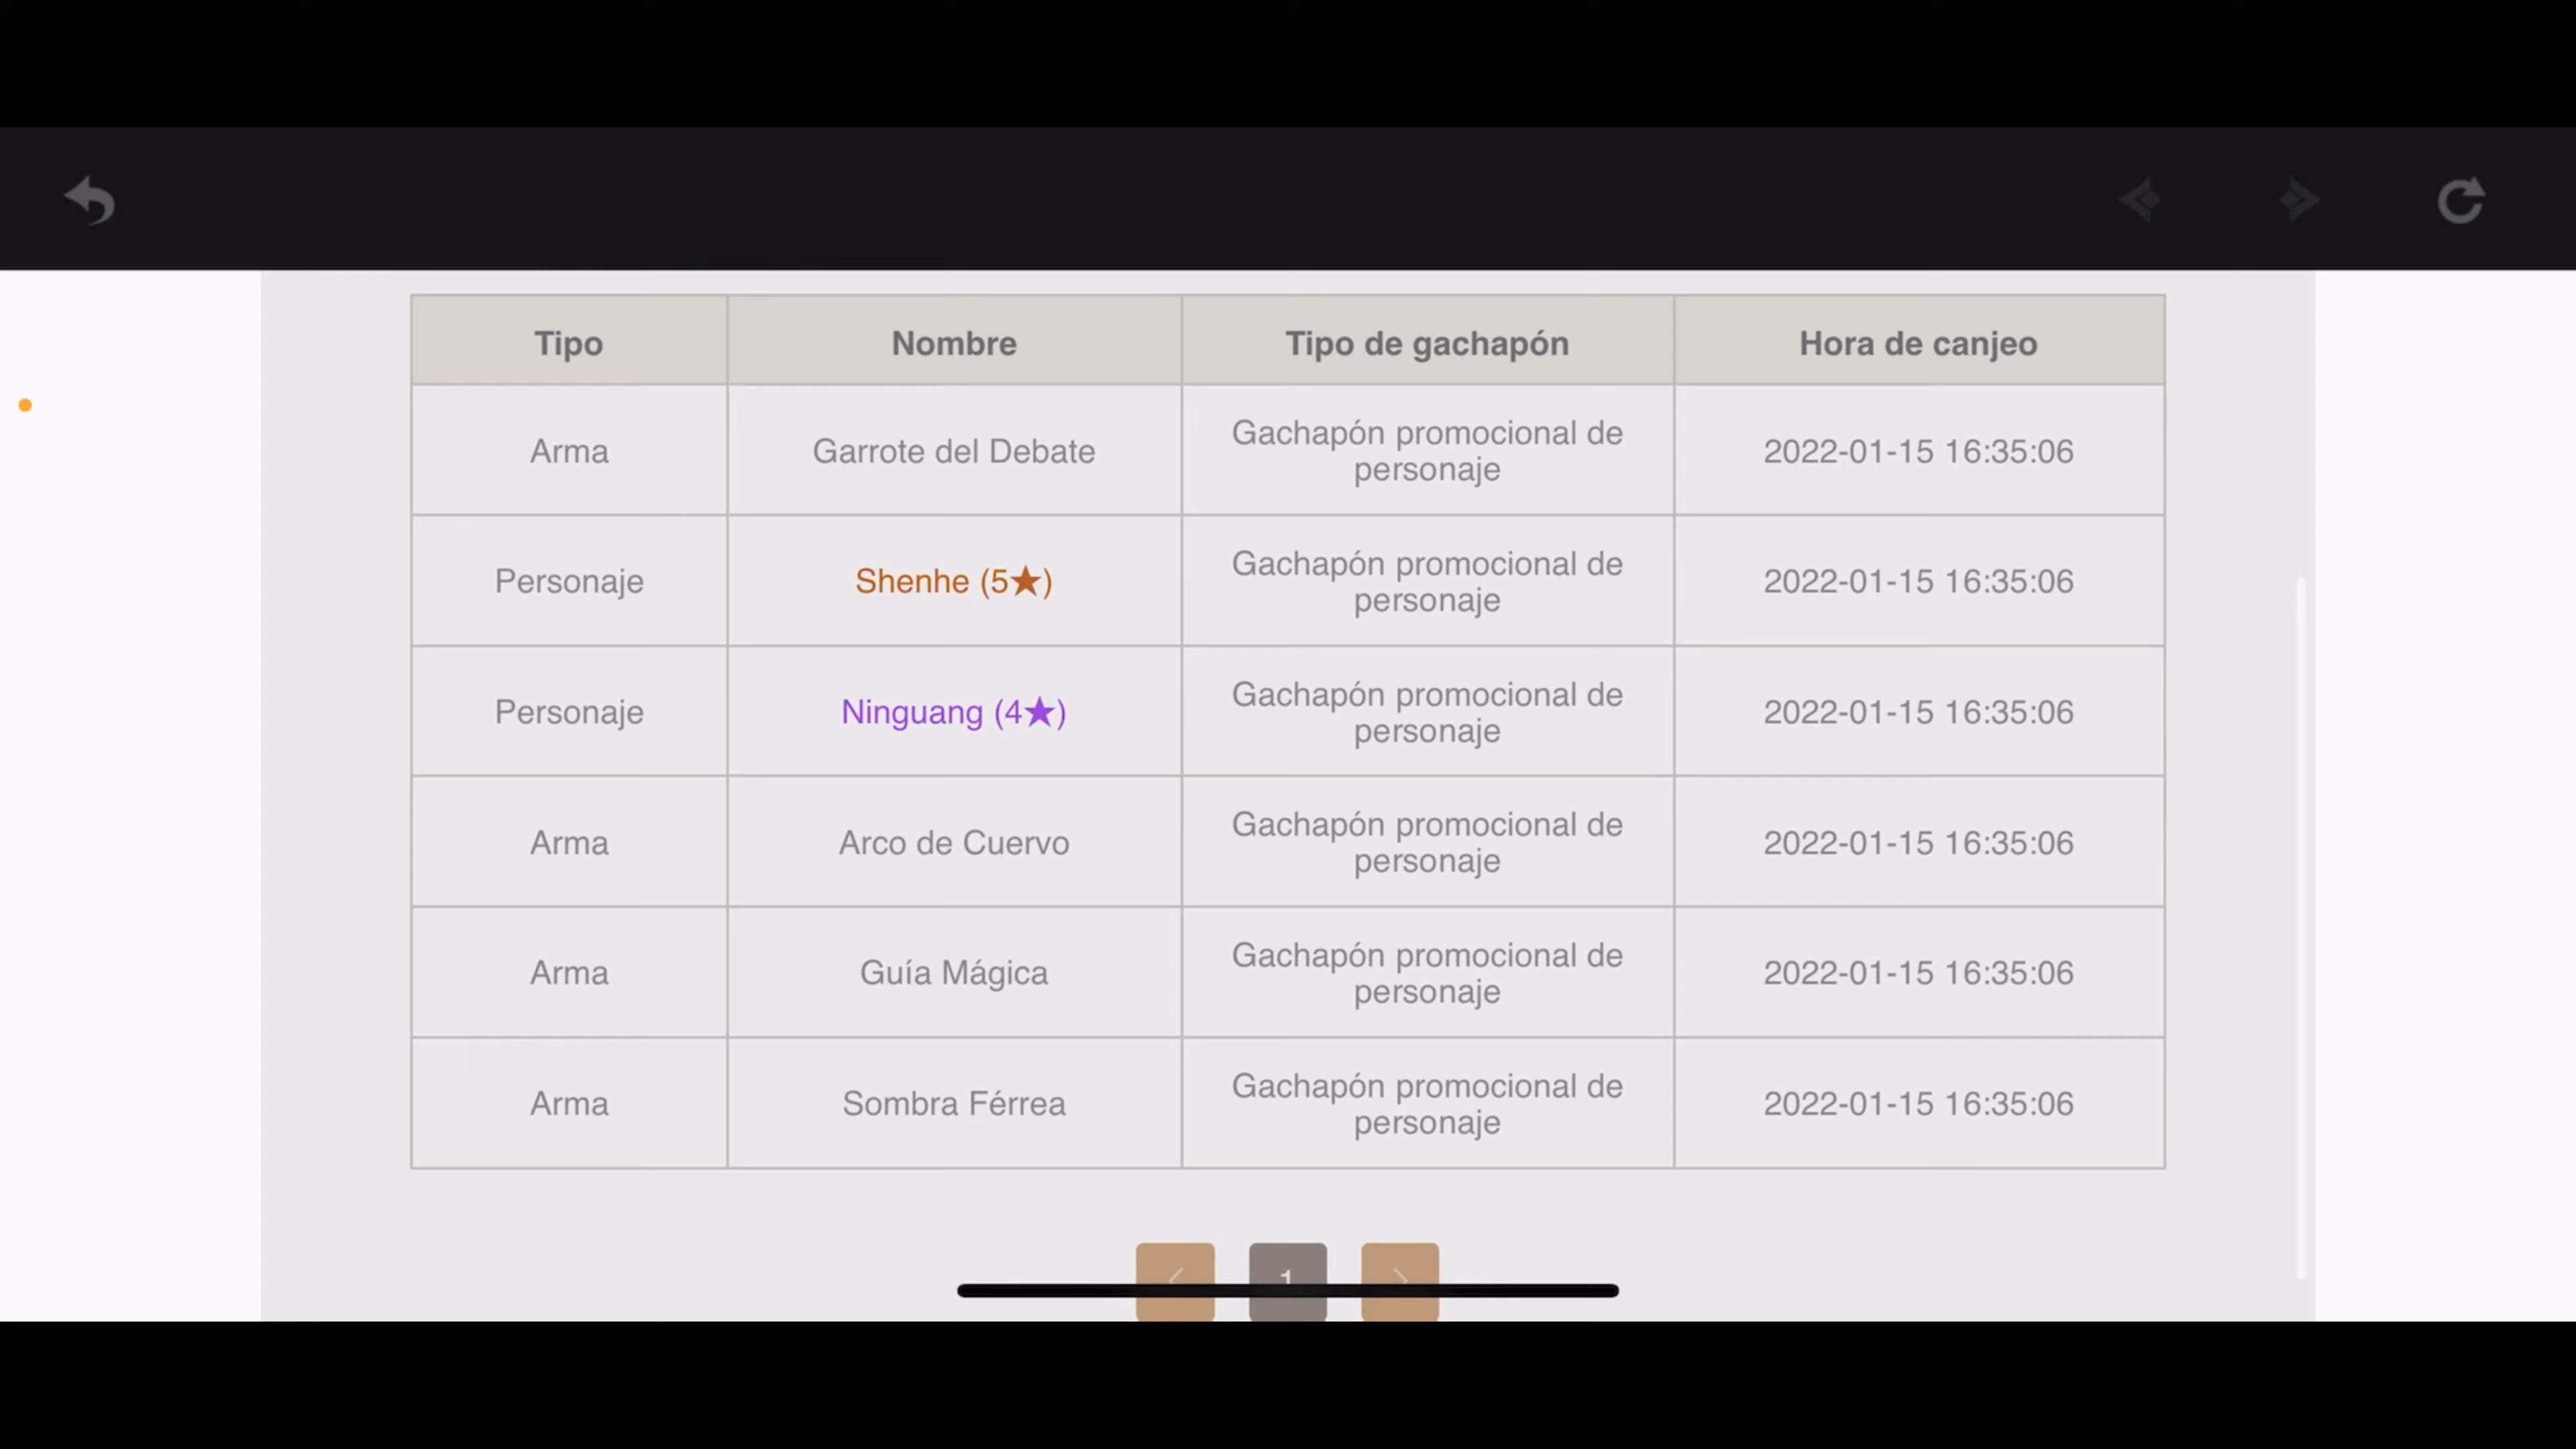 Tipo Nombre Tipo de gachapón Hora de canjeo
Arma Garrote del Debate Gachapón promocional de personaje 2022-01-15 16:35:06
Personaje Shenhe (5★) Gachapón promocional de personaje 2022-01-15 16:35:06
Personaje Ninguang (4★) Gachapón promocional de personaje 2022-01-15 16:35:06
Arma Arco de Cuervo Gachapón promocional de personaje 2022-01-15 16:35:06
Arma Guía Mágica Gachapón promocional de personaje 2022-01-15 16:35:06
Arma Sombra Férrea Gachapón promocional de personaje 2022-01-15 16:35:06
1